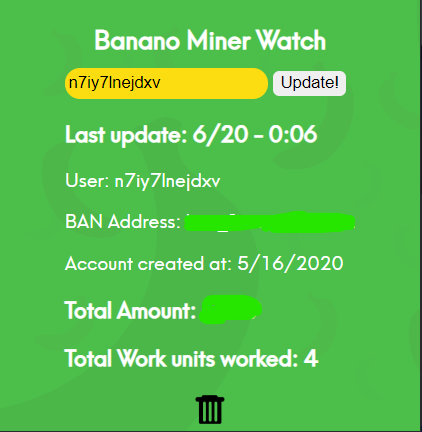 Banano Miner Watch
n7iy7lnejdxv Update!
Last update: 6/20 - 0:06
User: n7iy7lnejdxv
BAN Address:
Account created at: 5/16/2020
Total Amount:
Total Work units worked: 4